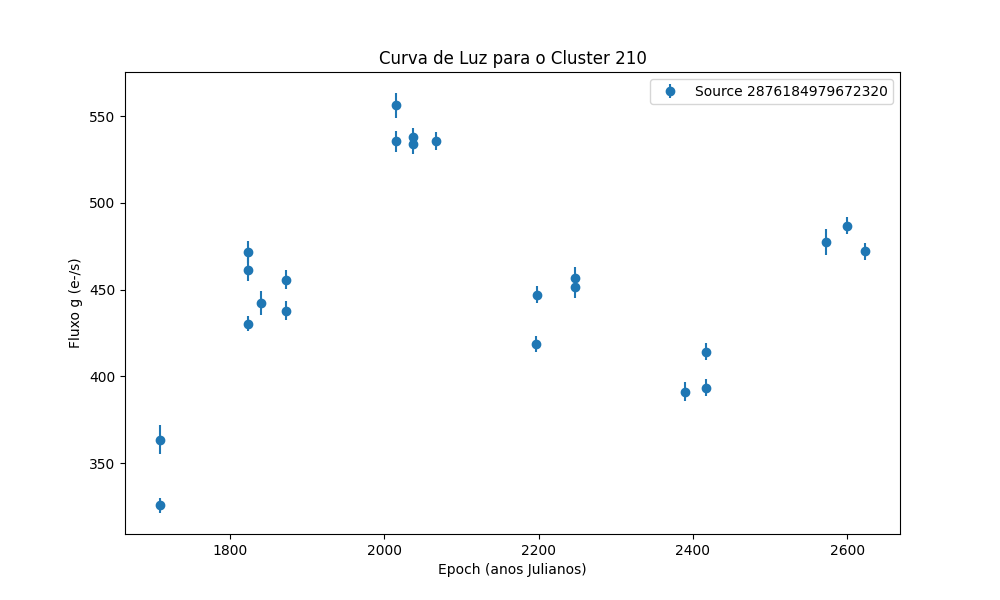 Curva de Luz para o Cluster 210
Source 2876184979672320
550
500
450
400
350
Fluxo g (e-/s)
1800 2000 2200 2400 2600
Epoch (anos Julianos)